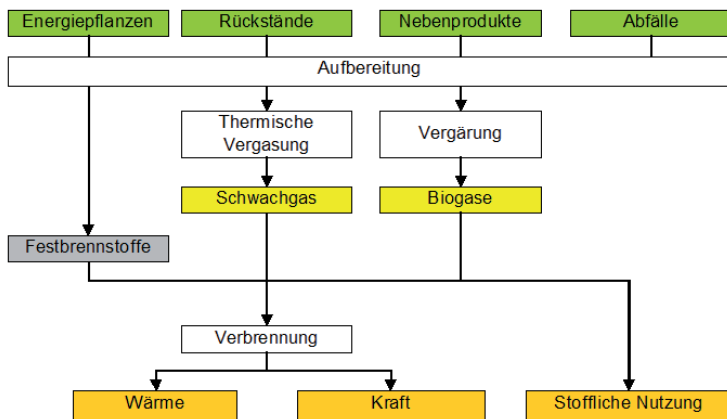 Energiepflanzen
Rückstände
Nebenprodukte
Abfälle
Aufbereitung
Thermische
Vergasung
Vergärung
Schwachgas
Biogase
Festbrennstoffe
Verbrennung
Wärme
Kraft
Stoffliche Nutzung